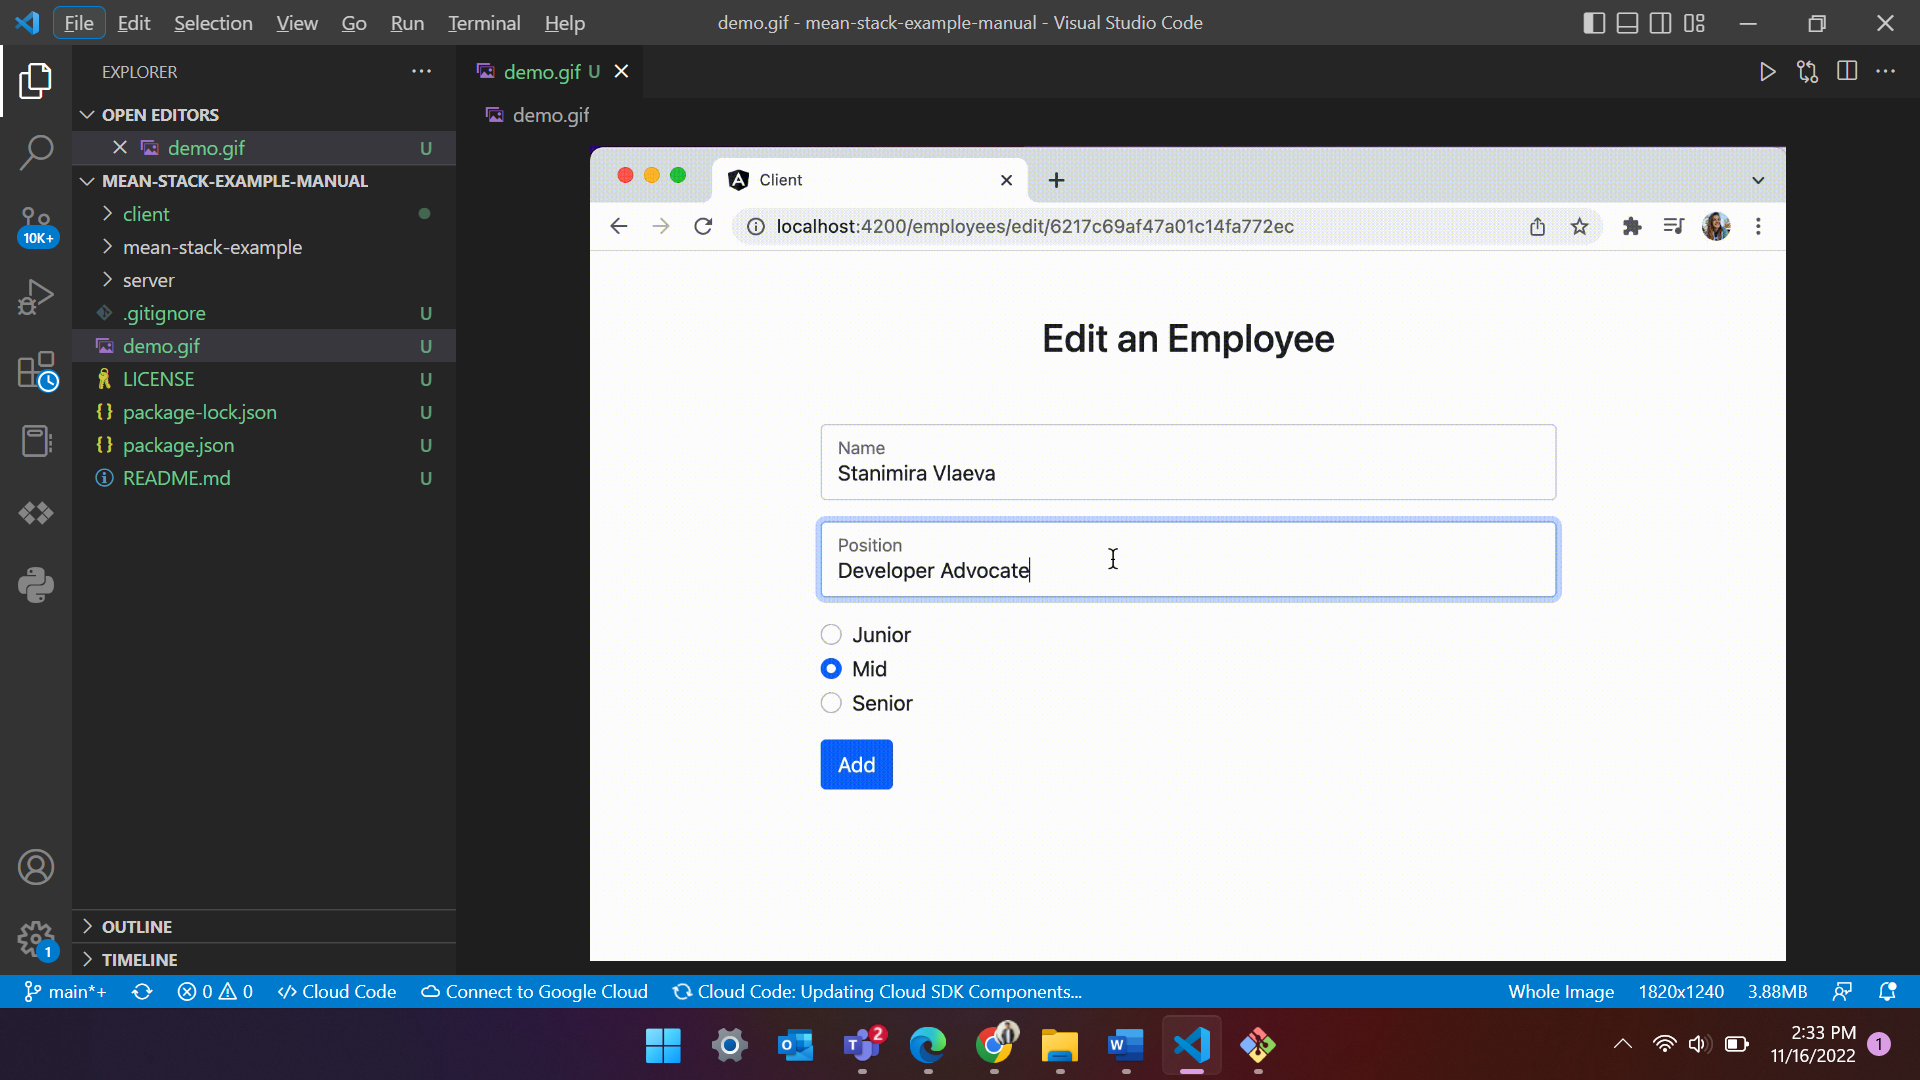 File Edit Selection View Go Run Terminal Help
demo.gif - mean-stack-example-manual - Visual Studio Code
EXPLORER
demo.gif U
OPEN EDITORS
demo.gif
demo.gif U
MEAN-STACK-EXAMPLE-MANUAL
Client
client
localhost:4200/employees/edit/6217c69af47a01c14fa772ec
10K+
mean-stack-example
server
.gitignore U
demo.gif U
Edit an Employee
LICENSE U
package-lock.json U
package.json U
README.md U
Name
Stanimira Vlaeva
Position
Developer Advocate
Junior
Mid
Senior
Add
OUTLINE
1
TIMELINE
main*+ 0 0 Cloud Code Connect to Google Cloud Cloud Code: Updating Cloud SDK Components... Whole Image 1820x1240 3.88MB
2
2:33 PM
11/16/2022
1